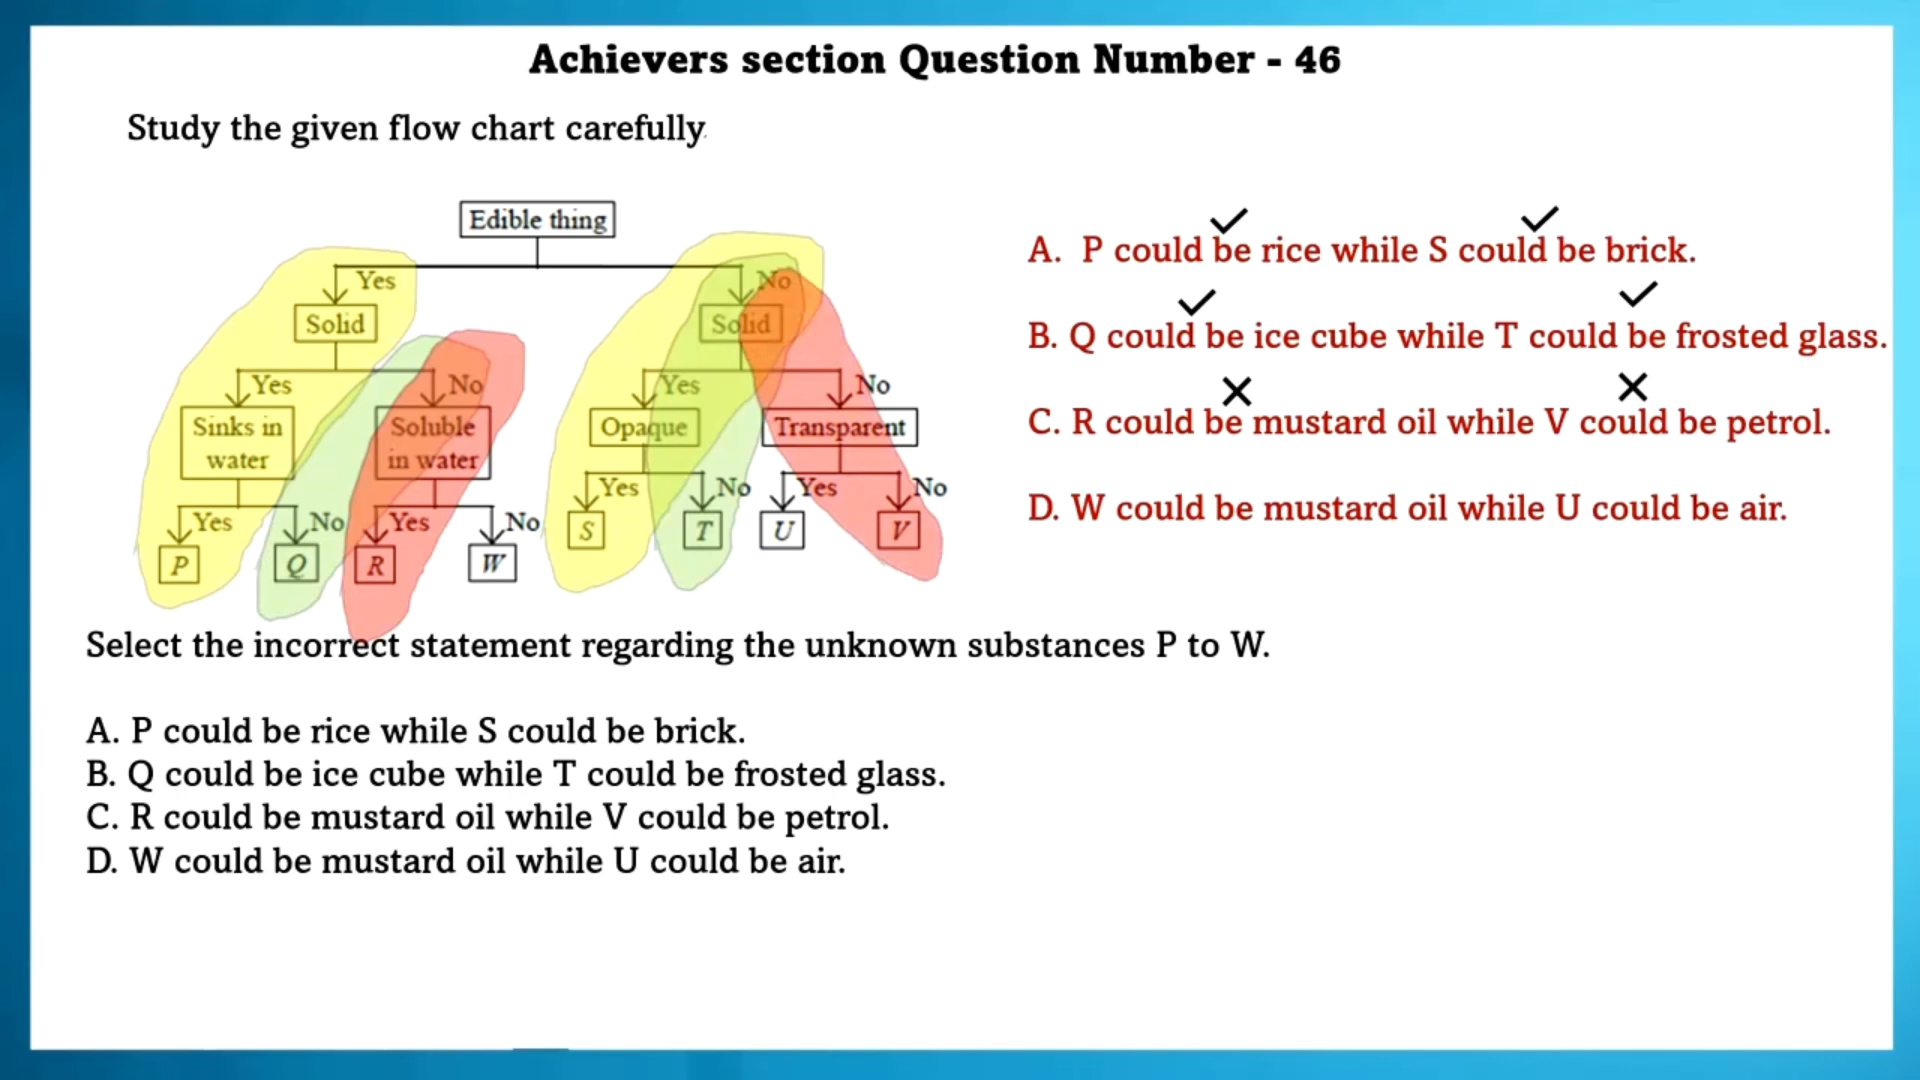 Achievers section Question Number - 46
Study the given flow chart carefully.
Edible thing
Yes
No
Solid
Solid
Yes
No
Yes
No
Sinks in
water
Soluble
in water
Opaque
Transparent
Yes
No
Yes
No
Yes
No
Yes
No
P
Q
R
W
S
T
U
V
A. P could be rice while S could be brick.
B. Q could be ice cube while T could be frosted glass.
C. R could be mustard oil while V could be petrol.
D. W could be mustard oil while U could be air.
Select the incorrect statement regarding the unknown substances P to W.
A. P could be rice while S could be brick.
B. Q could be ice cube while T could be frosted glass.
C. R could be mustard oil while V could be petrol.
D. W could be mustard oil while U could be air.